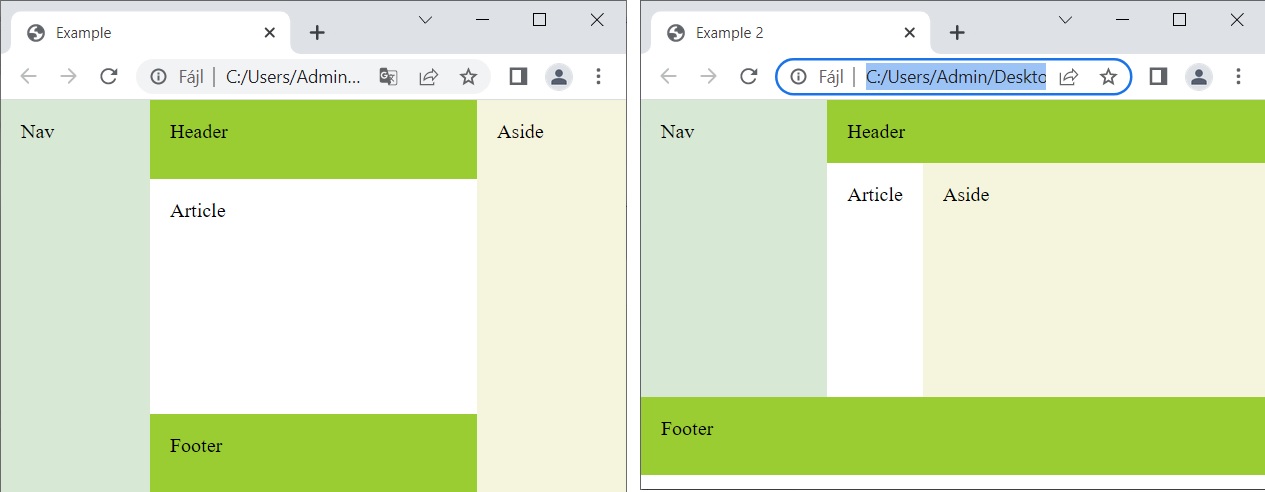 Example
Fájl
C:/Users/Admin...
Nav
Header
Aside
Article
Footer
Example 2
Fájl
C:/Users/Admin/Deskto
Nav
Header
Article
Aside
Footer